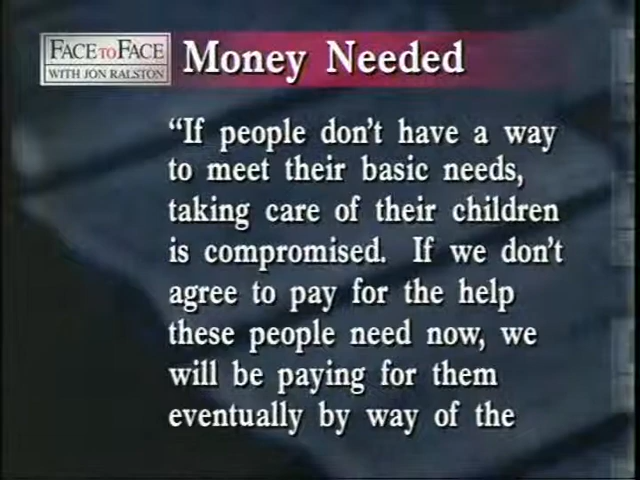 FACE TO FACE
WITH JON RALSTON
Money Needed
“If people don’t have a way
to meet their basic needs,
taking care of their children
is compromised. If we don’t
agree to pay for the help
these people need now, we
will be paying for them
eventually by way of the